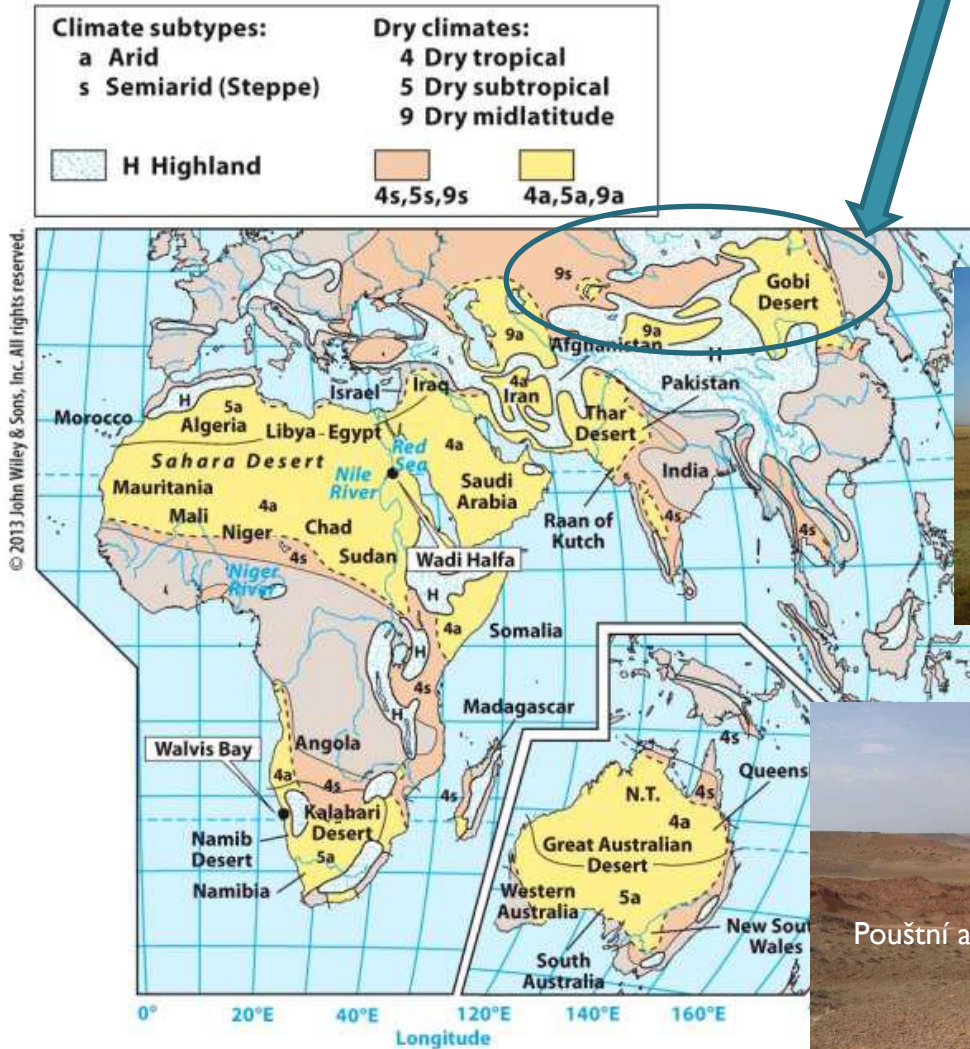 Climate subtypes:
a Arid
s Semiarid (Steppe)
Dry climates:
4 Dry tropical
5 Dry subtropical
9 Dry midlatitude
H Highland
4s,5s,9s
4a,5a,9a
© 2013 John Wiley & Sons, Inc. All rights reserved.
9s
Gobi
Desert
9a
9a
Afghanistan
H
Israel
Iraq
4a
Iran
Pakistan
Thar
Desert
Morocco
H
5a
Algeria
Libya
Egypt
Red
Sea
4a
Sahara Desert
Nile
River
Saudi
Arabia
India
Mauritania
4a
Mali
Niger
Chad
Sudan
Raan of
Kutch
4s
4s
4s
Wadi Halfa
Niger
River
H
4a
Somalia
H
4s
H
Madagascar
4s
Angola
Walvis Bay
4a
4s
4s
Kalahari
Desert
Namib
Desert
5a
Namibia
N.T.
4s
Queens
4a
Great Australian
Desert
Western
Australia
5a
South
Australia
New Sout
Wales
Pouštní a
0°
20°E
40°E
120°E
140°E
160°E
Longitude